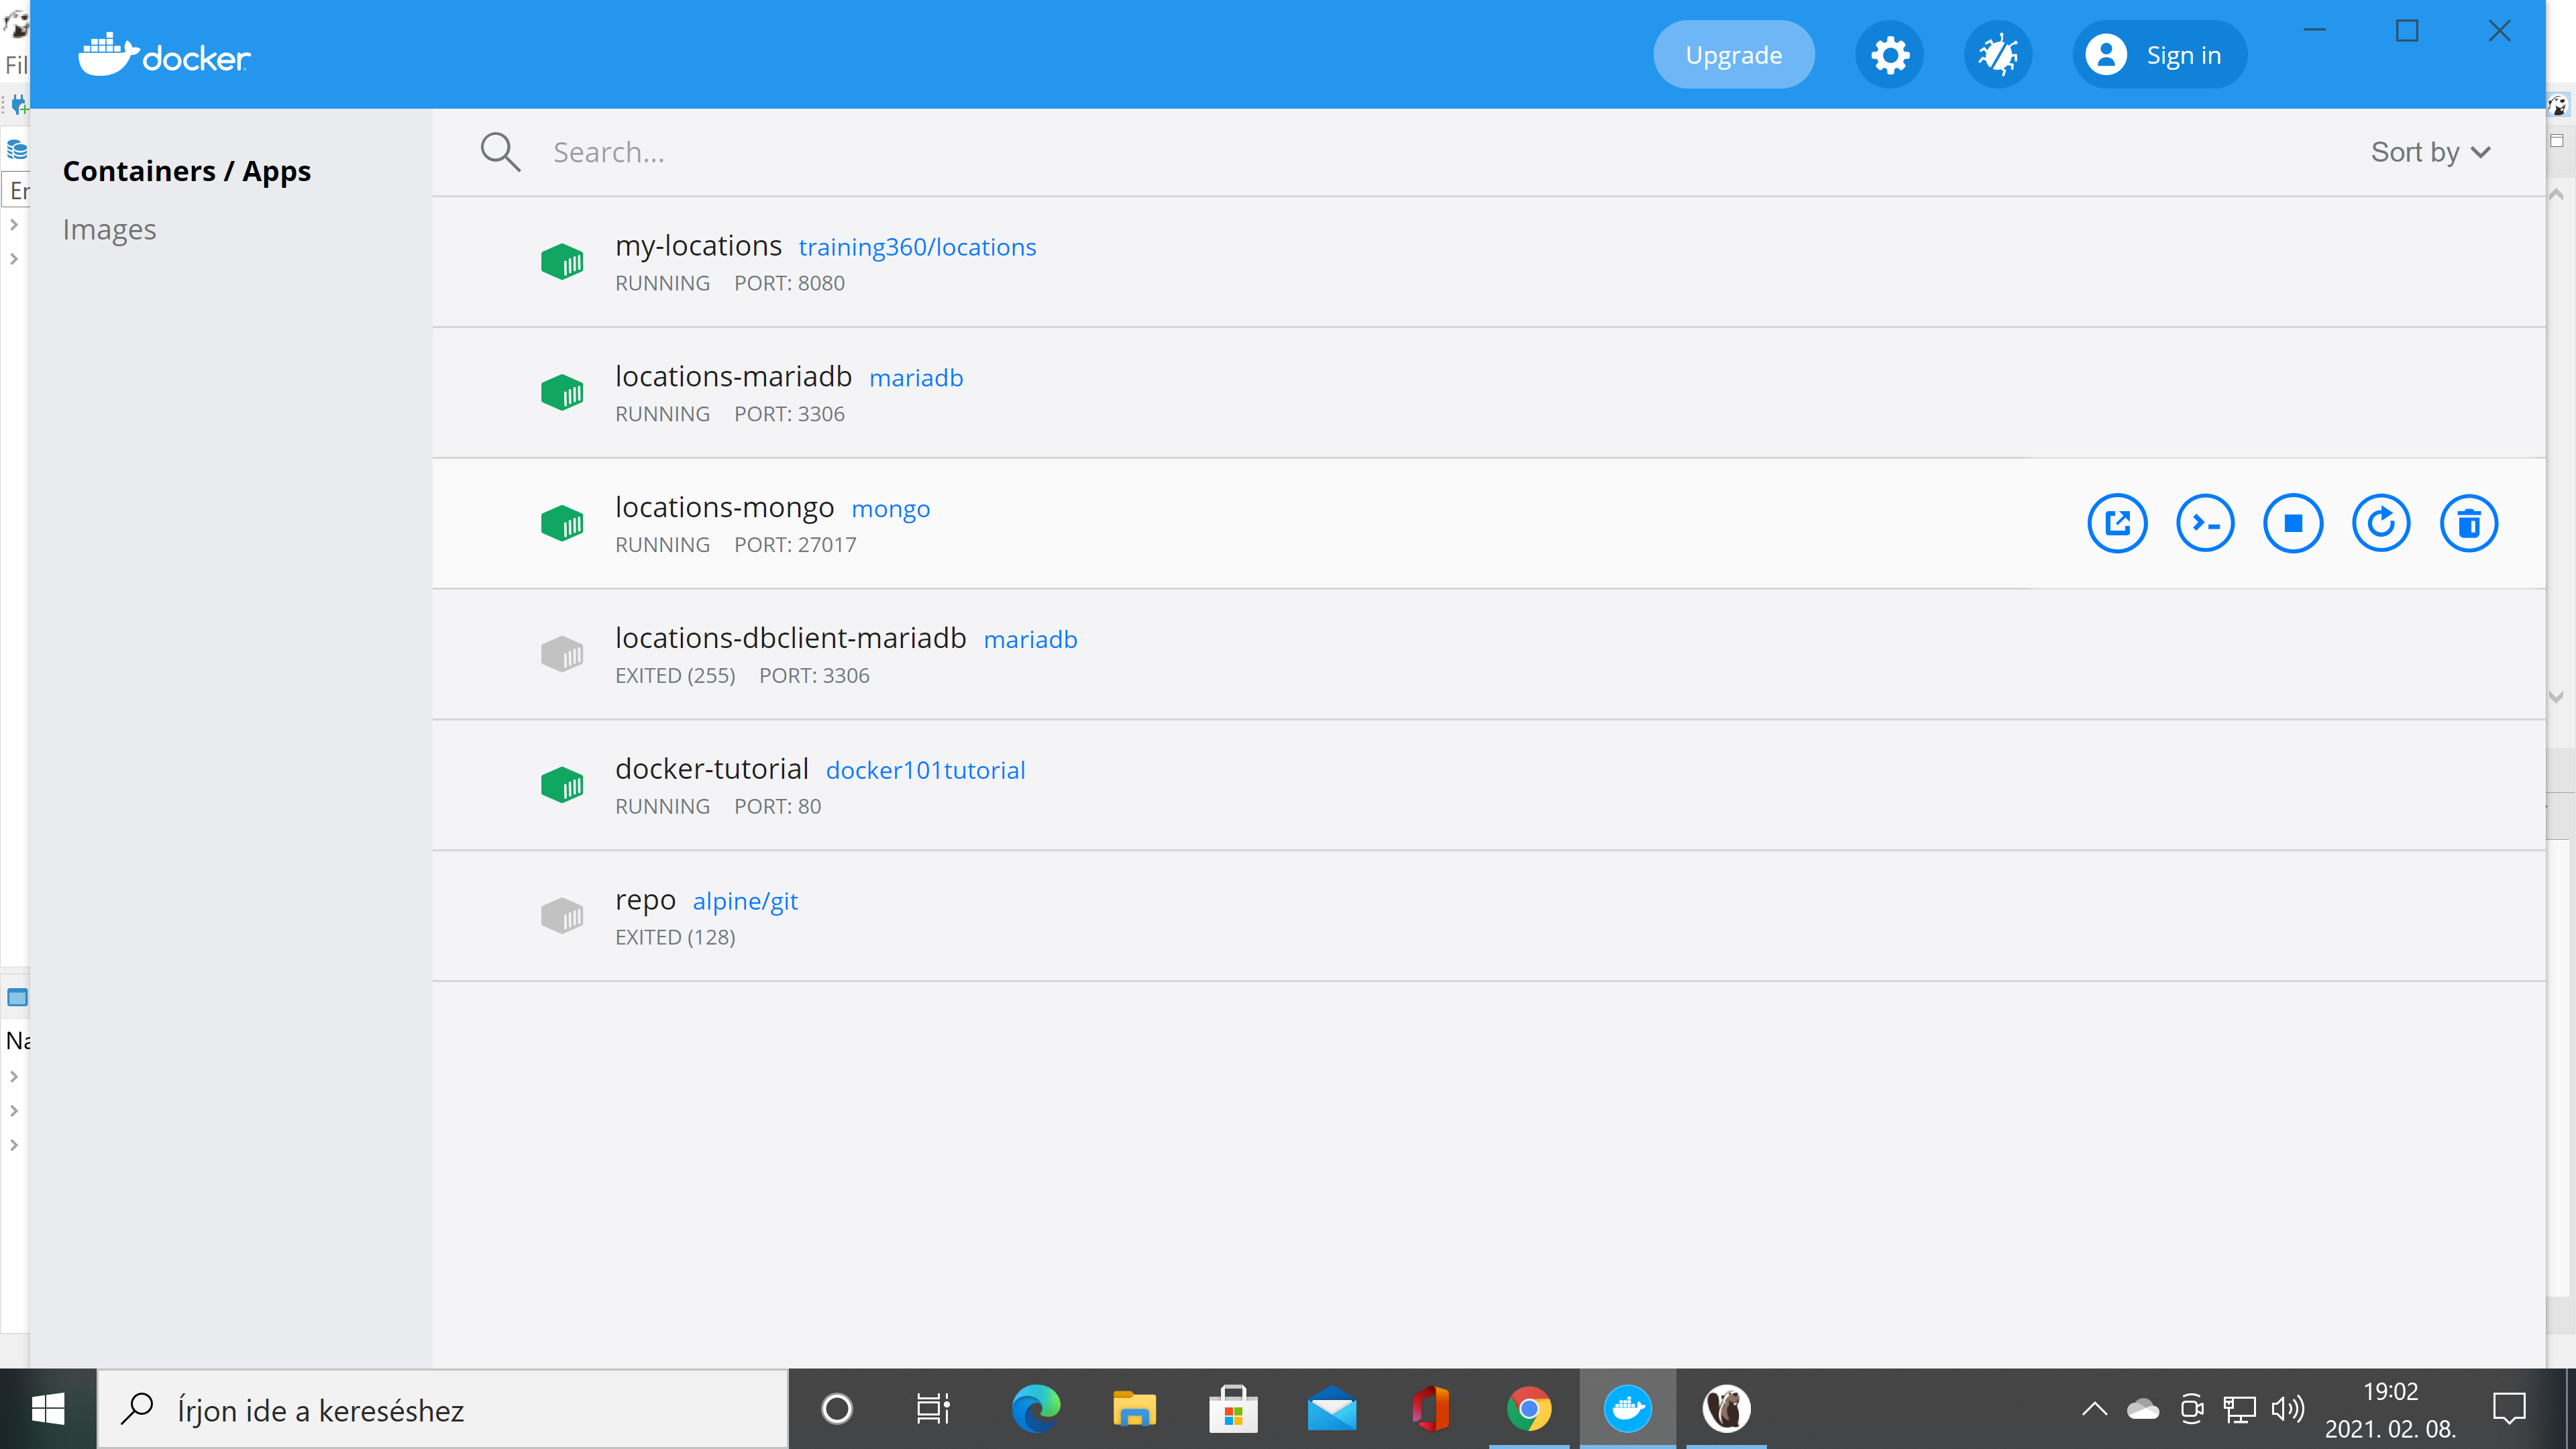 docker
Upgrade
Sign in
Fil
Containers / Apps
Images
Er
Search...
Sort by
my-locations training360/locations
RUNNING PORT: 8080
locations-mariadb mariadb
RUNNING PORT: 3306
locations-mongo mongo
RUNNING PORT: 27017
locations-dbclient-mariadb mariadb
EXITED (255) PORT: 3306
docker-tutorial docker101tutorial
RUNNING PORT: 80
repo alpine/git
EXITED (128)
Na
Írjon ide a kereséshez
19:02
2021. 02. 08.